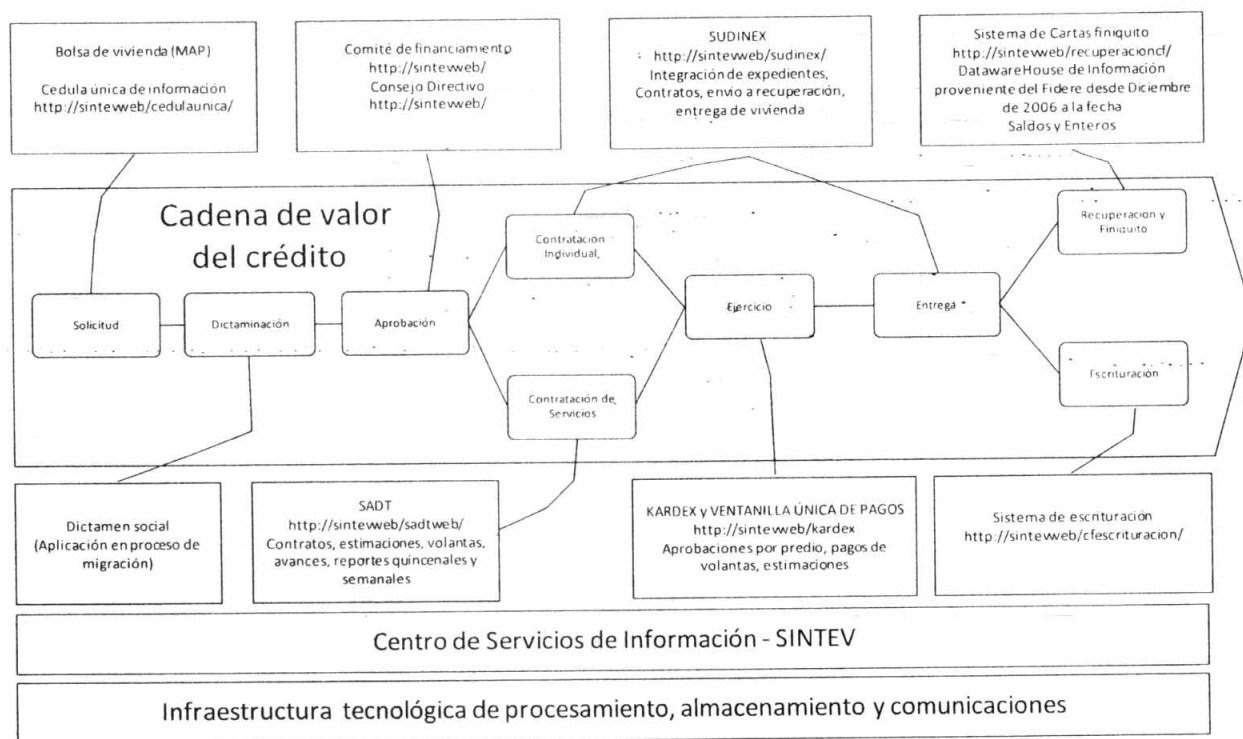 Bolsa de vivienda (MAP)
Cedula única de información
http://sintevweb/cedulaunica/
Comité de financiamiento
http://sintevweb/
Consejo Directivo
http://sintevweb/
SUDINEX
http://sintevweb/sudinex/
Integración de expedientes,
Contratos, envio a recuperación,
entrega de vivienda
Sistema de Cartas finiquito
http://sintevweb/recuperacioncf/
DatawareHouse de Información
proveniente del Fidere desde Diciembre
de 2006 a la fecha
Saldos y Enteros
Cadena de valor
del crédito
Solicitud
Dictaminación
Aprobación
Contratación
Individual
Contratación de
Servicios
Ejercicio
Entrega
Recuperacion y
Finiquito
Escrituración
Dictamen social
(Aplicación en proceso de
migración)
SADT
http://sintevweb/sadtweb/
Contratos, estimaciones, volantas,
avances, reportes quincenales y
semanales
KARDEX y VENTANILLA ÚNICA DE PAGOS
http://sintevweb/kardex
Aprobaciones por predio, pagos de
volantas, estimaciones
Sistema de escrituración
http://sintevweb/cfescrituracion/
Centro de Servicios de Información - SINTEV
Infraestructura tecnológica de procesamiento, almacenamiento y comunicaciones